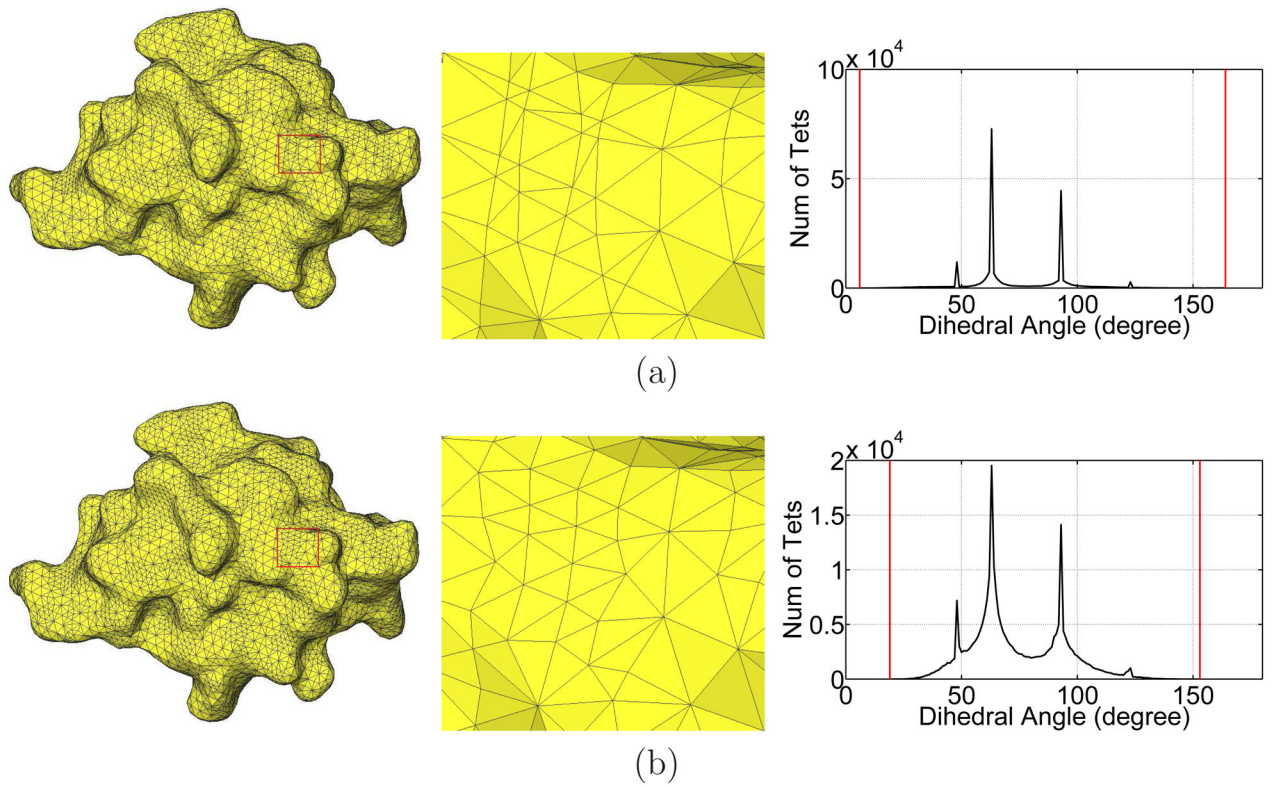 x 10^4
10
5
0
Num of Tets
0 50 100 150
Dihedral Angle (degree)
(a)
x 10^4
2
1.5
1
0.5
0
Num of Tets
0 50 100 150
Dihedral Angle (degree)
(b)